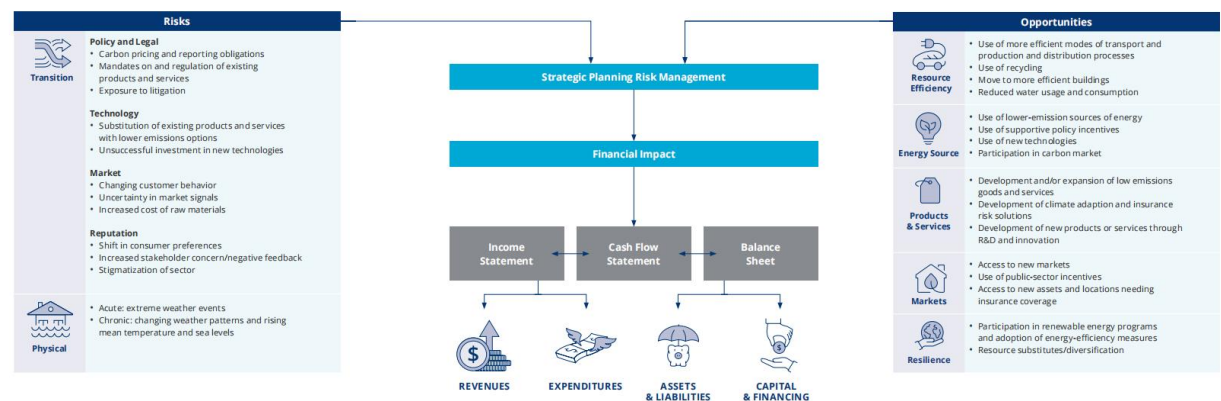 Risks
Transition
Policy and Legal
• Carbon pricing and reporting obligations
• Mandates on and regulation of existing
products and services
• Exposure to litigation
Technology
• Substitution of existing products and services
with lower emissions options
• Unsuccessful investment in new technologies
Market
• Changing customer behavior
• Uncertainty in market signals
• Increased cost of raw materials
Reputation
• Shift in consumer preferences
• Increased stakeholder concern/negative feedback
• Stigmatization of sector
Physical
• Acute: extreme weather events
• Chronic: changing weather patterns and rising
mean temperature and sea levels
Strategic Planning Risk Management
Financial Impact
Income
Statement
Cash Flow
Statement
Balance
Sheet
$
$
REVENUES
EXPENDITURES
ASSETS
& LIABILITIES
CAPITAL
& FINANCING
Opportunities
Resource
Efficiency
• Use of more efficient modes of transport and
production and distribution processes
• Use of recycling
• Move to more efficient buildings
• Reduced water usage and consumption
Energy Source
• Use of lower-emission sources of energy
• Use of supportive policy incentives
• Use of new technologies
• Participation in carbon market
Products
& Services
• Development and/or expansion of low emissions
goods and services
• Development of climate adaption and insurance
risk solutions
• Development of new products or services through
R&D and innovation
Markets
• Access to new markets
• Use of public-sector incentives
• Access to new assets and locations needing
insurance coverage
Resilience
• Participation in renewable energy programs
and adoption of energy-efficiency measures
• Resource substitutes/diversification